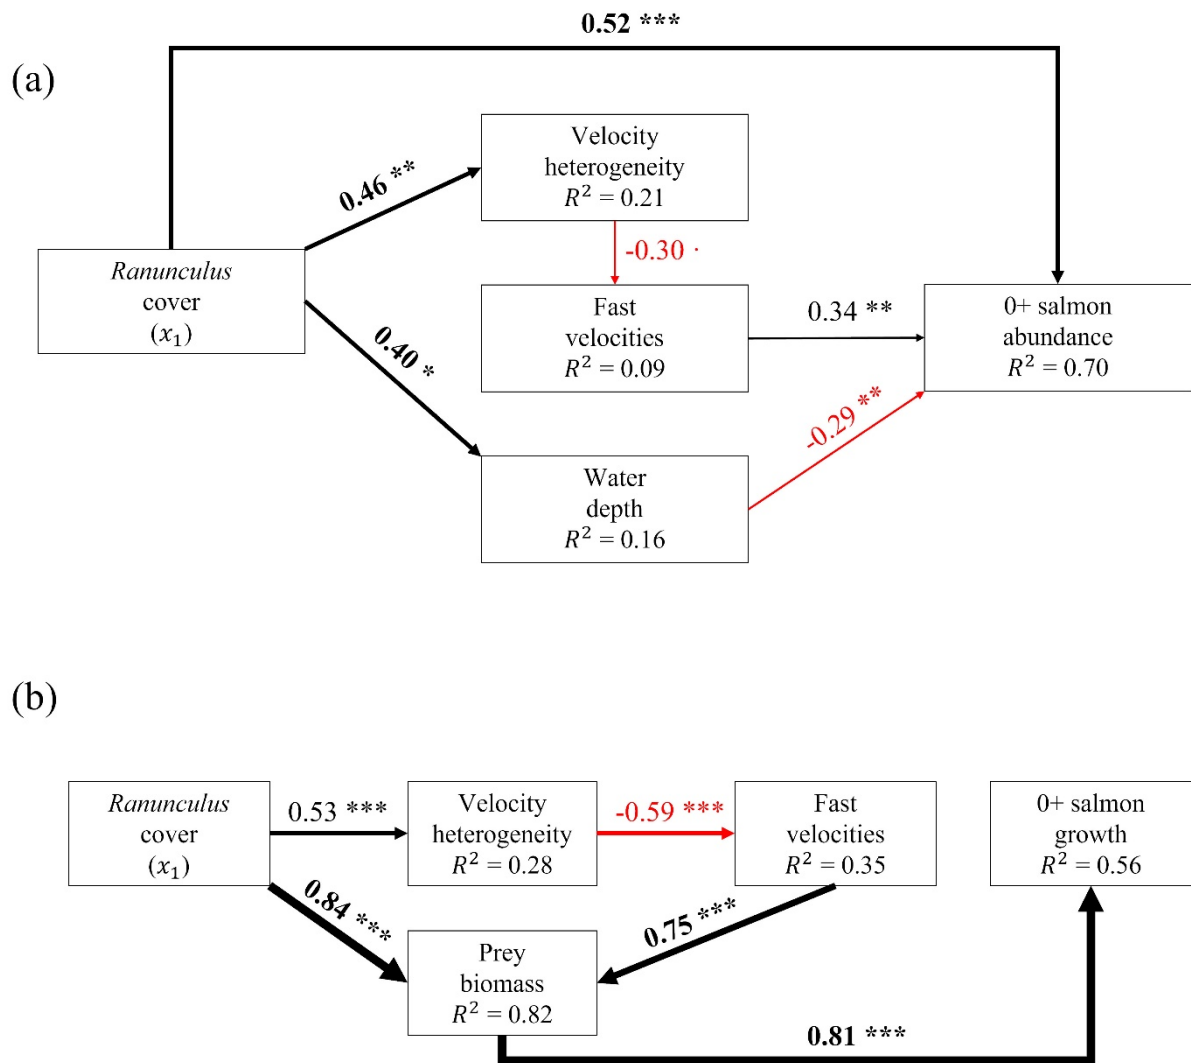 0.52 ***
(a)
Velocity
heterogeneity
R² = 0.21
0.46 **
-0.30 ·
Ranunculus
cover
(x₁)
Fast
velocities
R² = 0.09
0.34 **
0+ salmon
abundance
R² = 0.70
0.40 *
-0.29 **
Water
depth
R² = 0.16
(b)
Ranunculus
cover
(x₁)
0.53 ***
Velocity
heterogeneity
R² = 0.28
-0.59 ***
Fast
velocities
R² = 0.35
0+ salmon
growth
R² = 0.56
0.84 ***
0.75 ***
Prey
biomass
R² = 0.82
0.81 ***